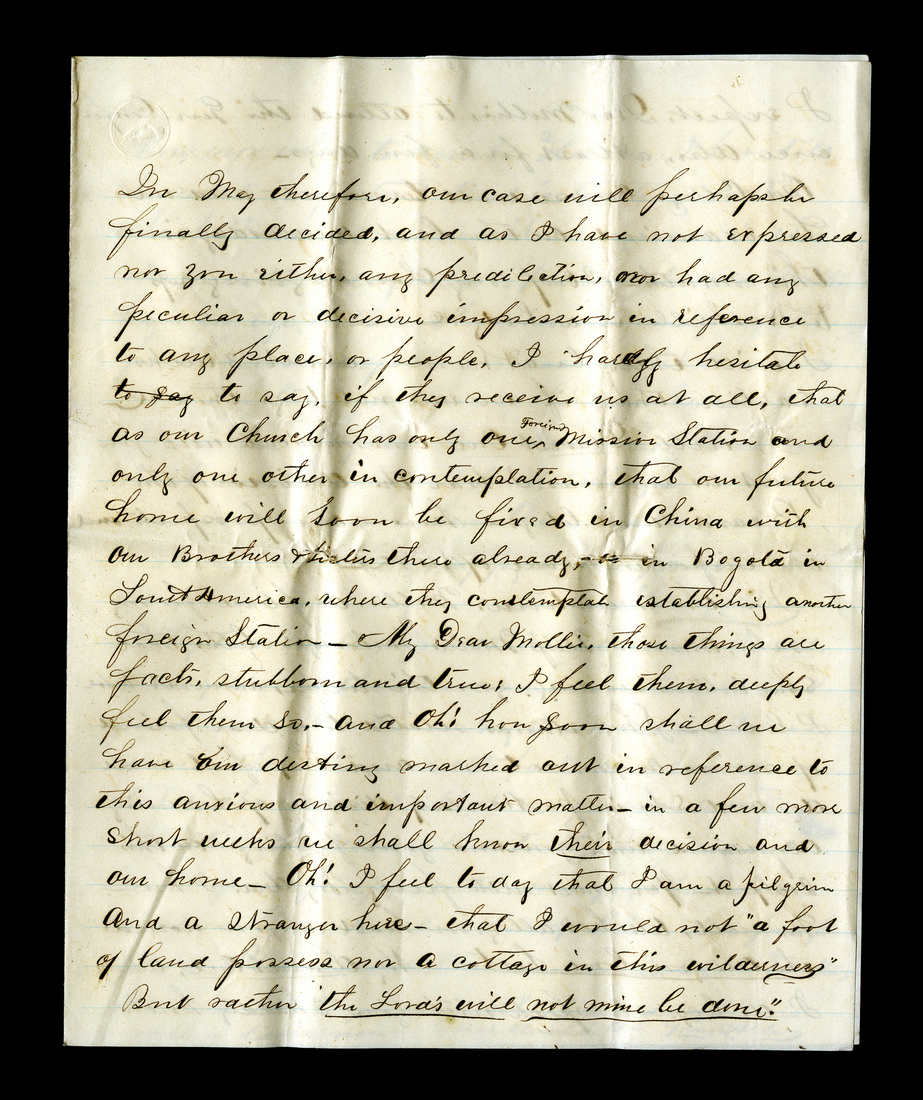 In May therefore, our case will perhaps be
finally decided, and as I have not expressed
nor you either, any predilection, nor had any
peculiar or decisive impression in reference
to any place, or people, I hardly hesitate
to say to say, if they receive us at all, that
as our Church has only one Foreign Mission Station and
only one other in contemplation, that our future
home will soon be fixed in China with
our Brothers & Sisters there already, - or in Bogotá in
South America, where they contemplate establishing another
foreign Station - My Dear Mollie, those things are
facts, stubborn and true; I feel them, deeply
feel them so, - and Oh! how soon shall we
have our destiny marked out in reference to
this anxious and important matter - in a few more
short weeks we shall know their decision and
our home - Oh! I feel to day that I am a pilgrim
and a stranger here - that I would not "a foot
of land possess nor a cottage in this wilderness"
But rather "the Lord's will not mine be done."